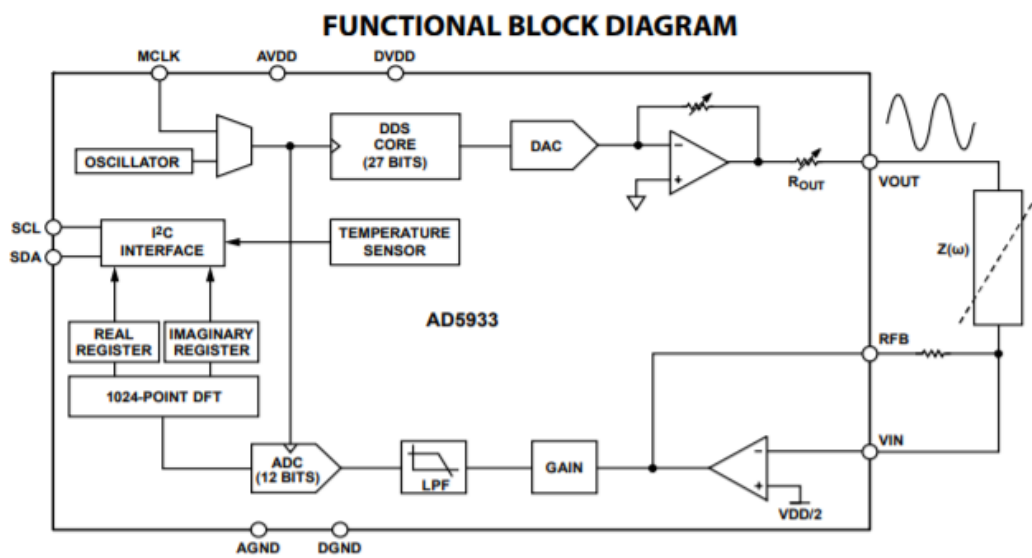 FUNCTIONAL BLOCK DIAGRAM
MCLK
AVDD
DVDD
OSCILLATOR
DDS
CORE
(27 BITS)
DAC
ROUT
VOUT
SCL
SDA
I²C
INTERFACE
TEMPERATURE
SENSOR
Z(ω)
AD5933
REAL
REGISTER
IMAGINARY
REGISTER
RFB
1024-POINT DFT
VIN
ADC
(12 BITS)
LPF
GAIN
VDD/2
AGND
DGND